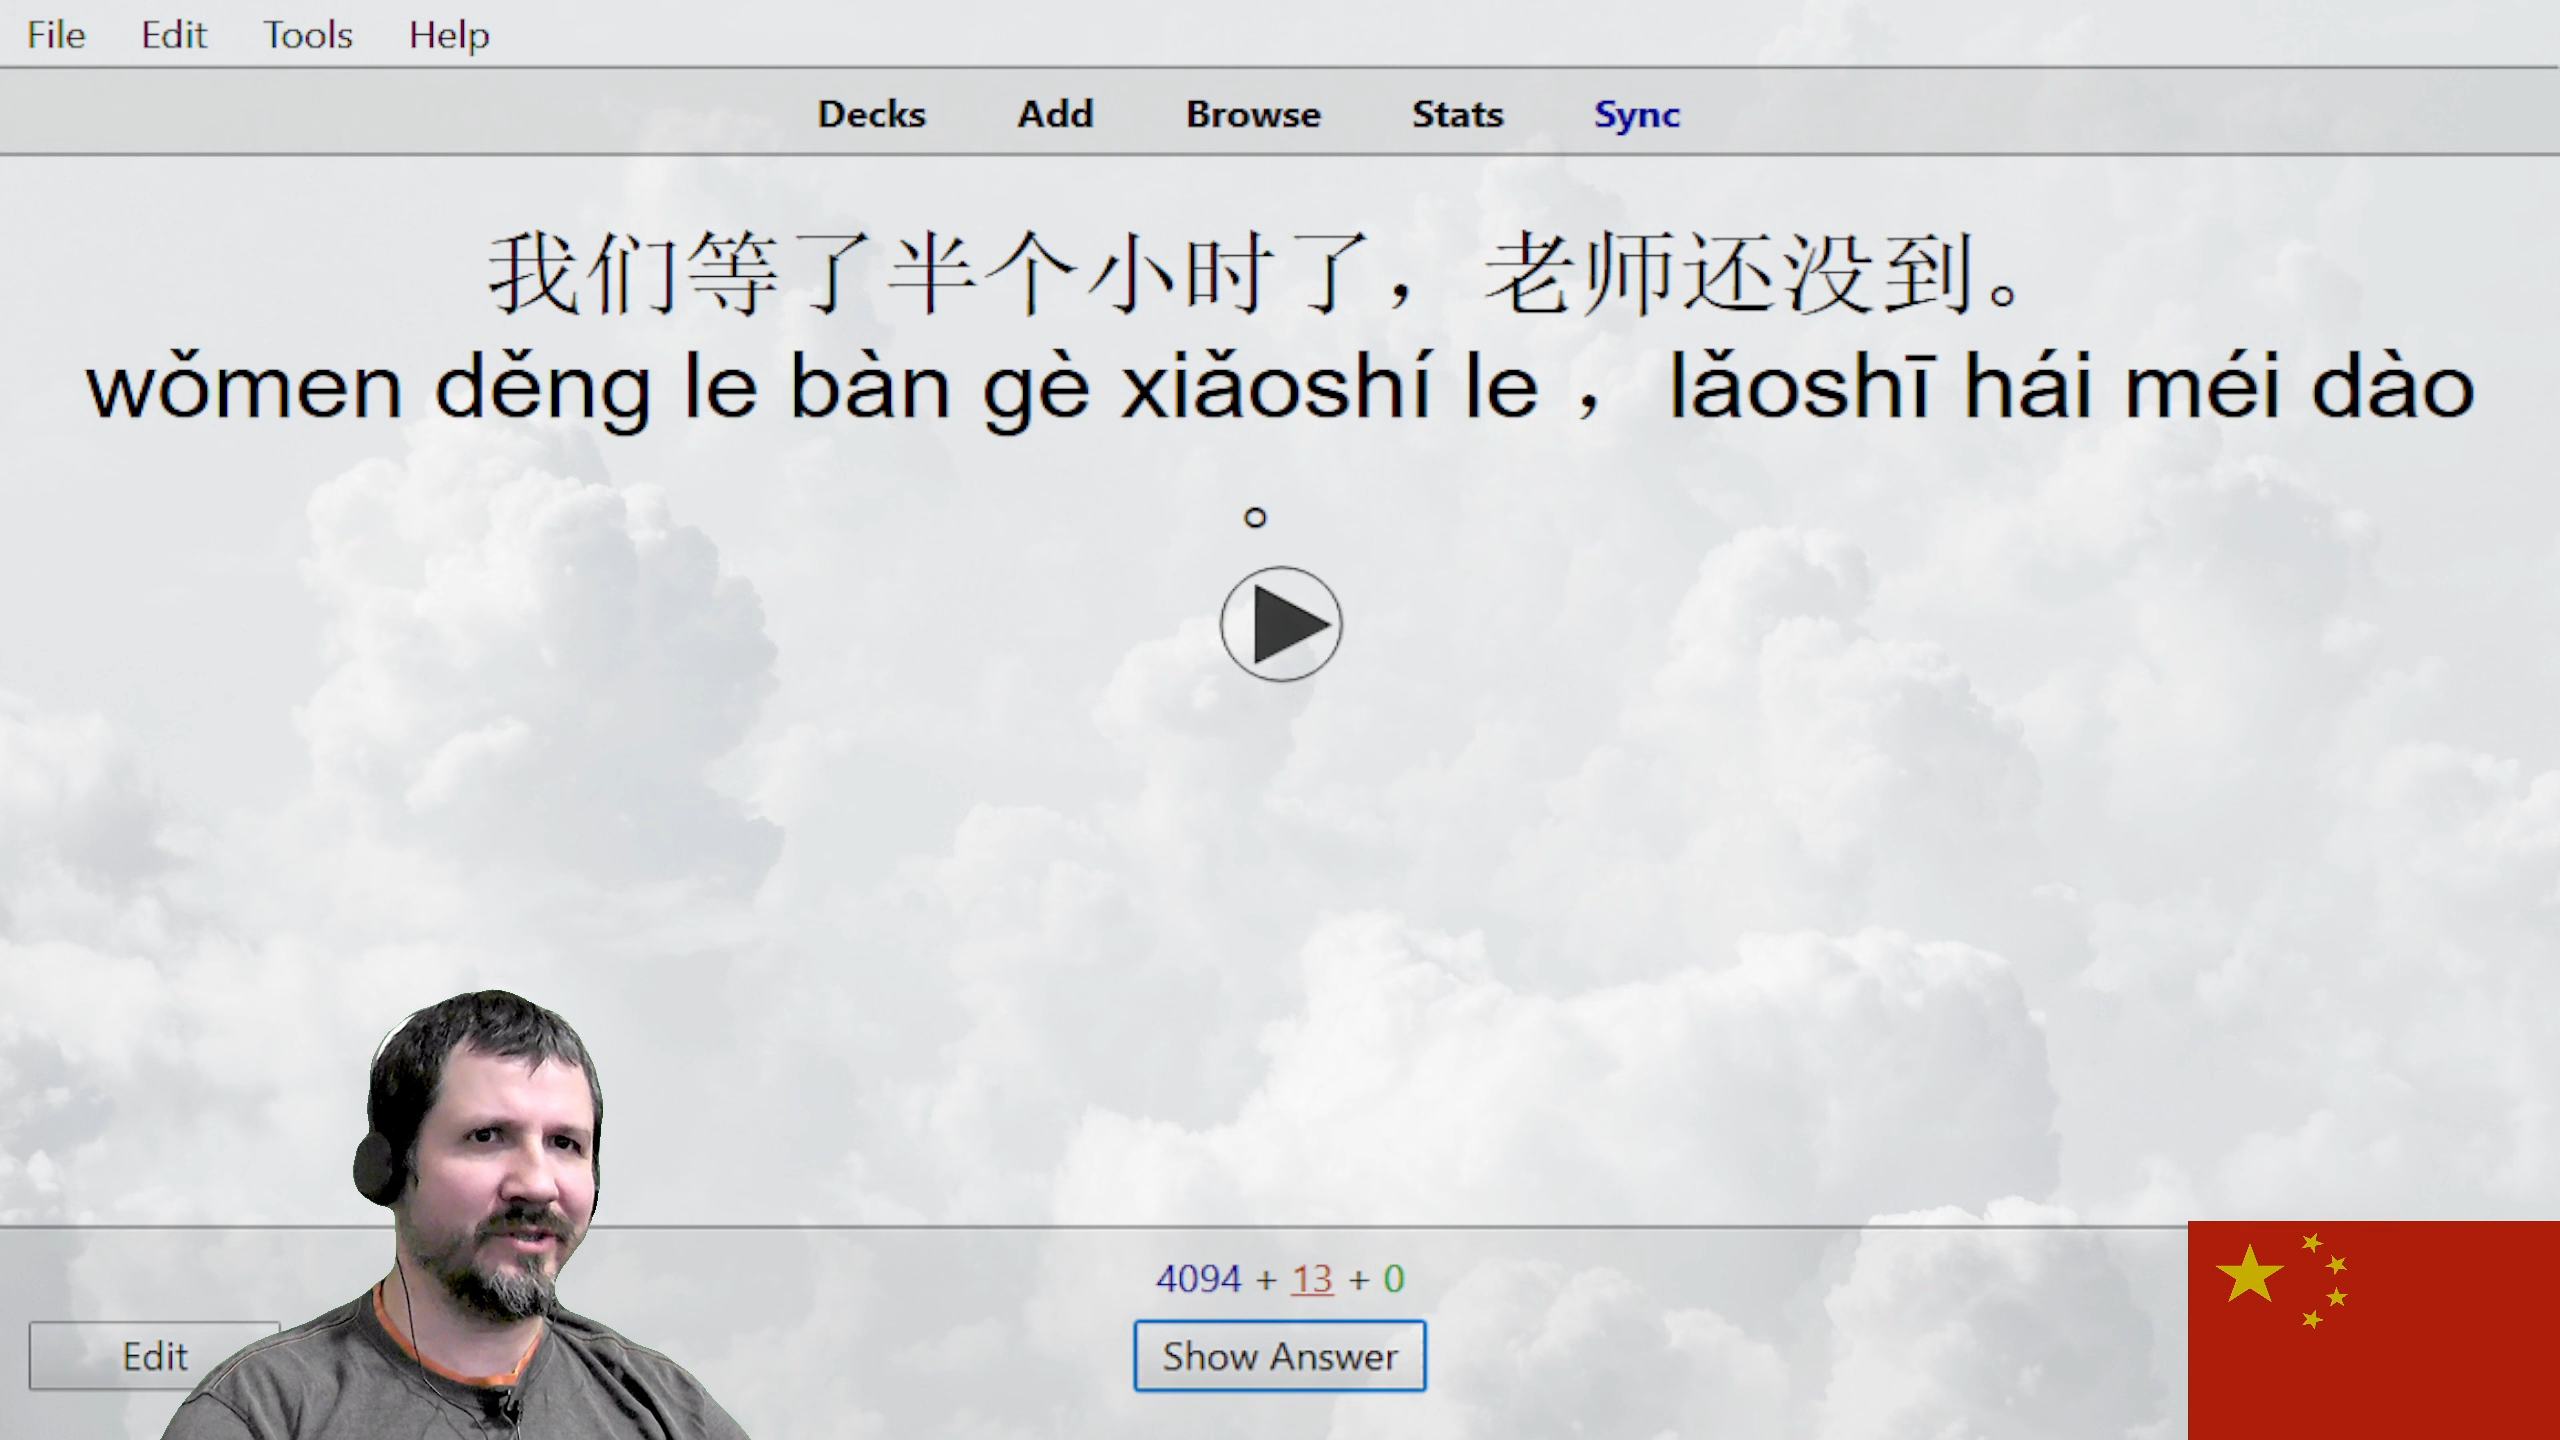 File Edit Tools Help
Decks Add Browse Stats Sync
我们等了半个小时了，老师还没到。
wǒmen děng le bàn gè xiǎoshí le ，lǎoshī hái méi dào
。
4094 + 13 + 0
Edit Show Answer